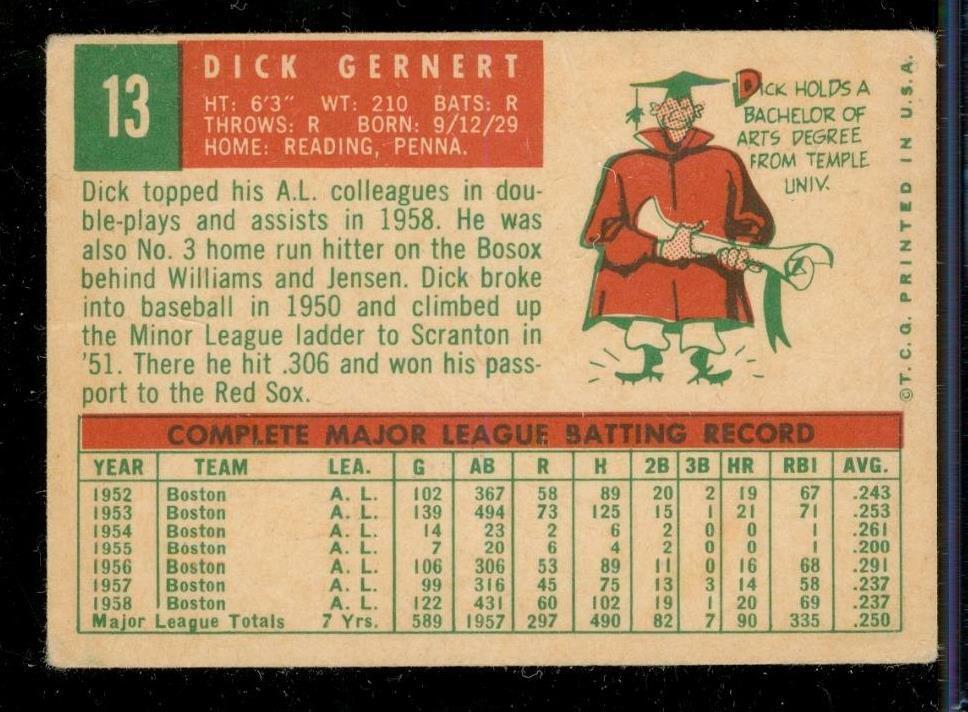 13
DICK GERNERT
HT: 6'3" WT: 210 BATS: R
THROWS: R BORN: 9/12/29
HOME: READING, PENNA.
DICK HOLDS A
BACHELOR OF
ARTS DEGREE
FROM TEMPLE
UNIV.
Dick topped his A.L. colleagues in dou-
ble-plays and assists in 1958. He was
also No. 3 home run hitter on the Bosox
behind Williams and Jensen. Dick broke
into baseball in 1950 and climbed up
the Minor League ladder to Scranton in
'51. There he hit .306 and won his pass-
port to the Red Sox.
©T.C.G. PRINTED IN U.S.A.
COMPLETE MAJOR LEAGUE BATTING RECORD
YEAR TEAM LEA. G AB R H 2B 3B HR RBI AVG.
1952 Boston A. L. 102 367 58 89 20 2 19 67 .243
1953 Boston A. L. 139 494 73 125 15 1 21 71 .253
1954 Boston A. L. 14 23 2 6 2 0 0 1 .261
1955 Boston A. L. 7 20 6 4 2 0 0 1 .200
1956 Boston A. L. 106 306 53 89 11 0 16 68 .291
1957 Boston A. L. 99 316 45 75 13 3 14 58 .237
1958 Boston A. L. 122 431 60 102 19 1 20 69 .237
Major League Totals 7 Yrs. 589 1957 297 490 82 7 90 335 .250